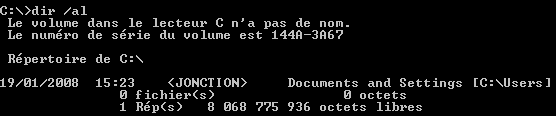 C:\>dir /al
Le volume dans le lecteur C n'a pas de nom.
Le numéro de série du volume est 144A-3A67
Répertoire de C:\
19/01/2008 15:23 <JONCTION> Documents and Settings [C:\Users]
0 fichier(s) 0 octets
1 Rép(s) 8 068 775 936 octets libres